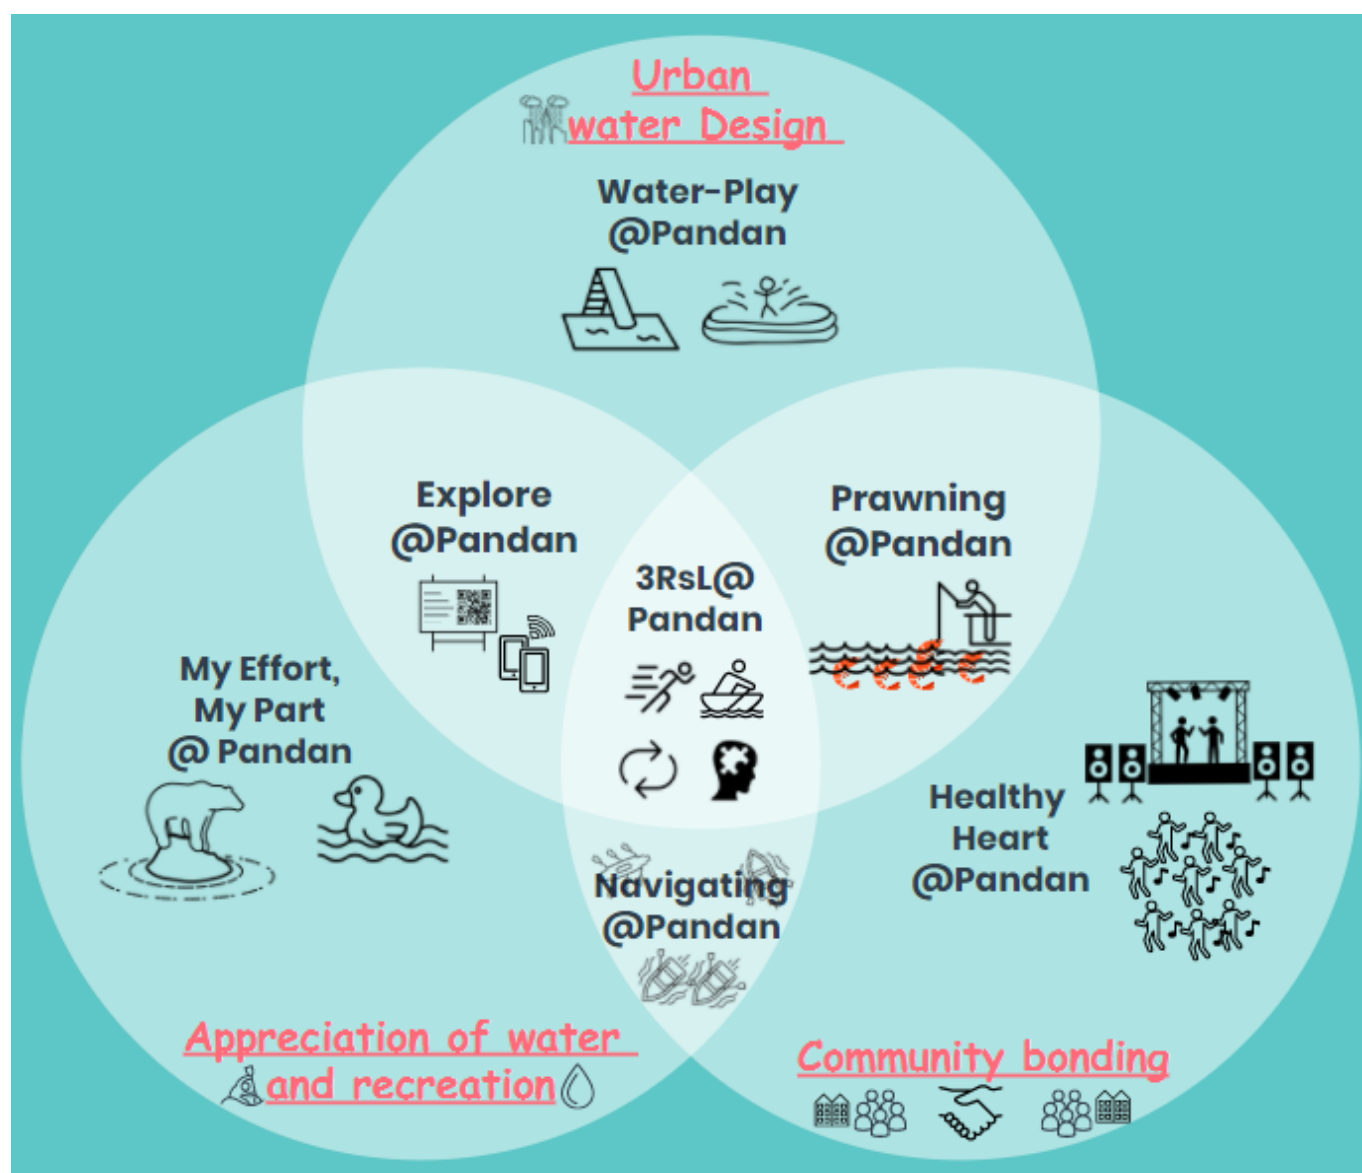 Urban
water Design
Water-Play
@Pandan
Explore
@Pandan
Prawning
@Pandan
3RsL@
Pandan
My Effort,
My Part
@ Pandan
Healthy
Heart
@Pandan
Navigating
@Pandan
Appreciation of water
and recreation
Community bonding